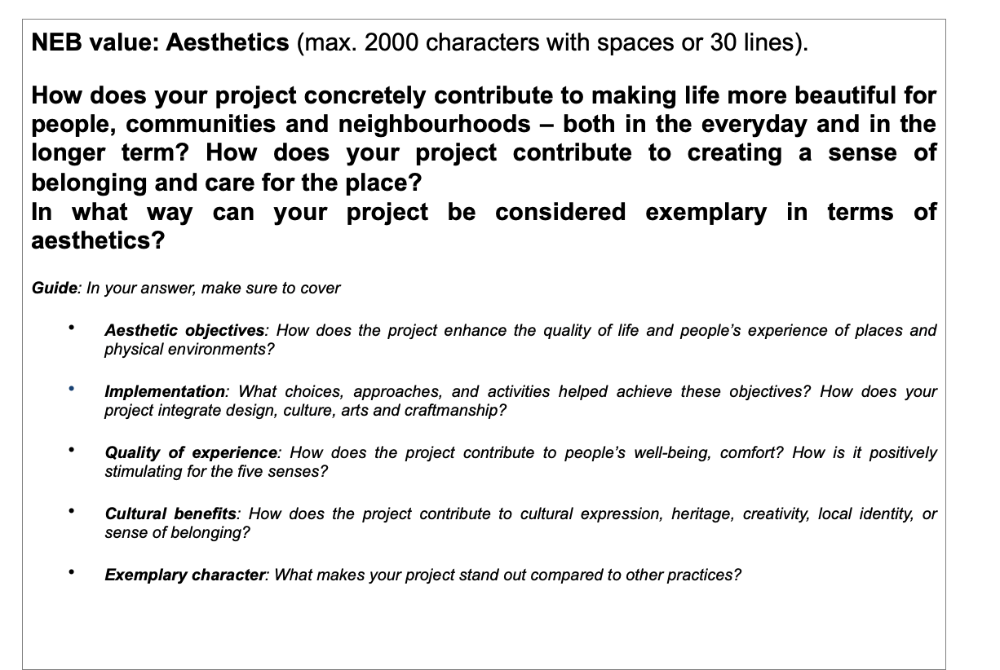 NEB value: Aesthetics (max. 2000 characters with spaces or 30 lines).
How does your project concretely contribute to making life more beautiful for
people, communities and neighbourhoods – both in the everyday and in the
longer term? How does your project contribute to creating a sense of
belonging and care for the place?
In what way can your project be considered exemplary in terms of
aesthetics?
Guide: In your answer, make sure to cover
• Aesthetic objectives: How does the project enhance the quality of life and people’s experience of places and
physical environments?
• Implementation: What choices, approaches, and activities helped achieve these objectives? How does your
project integrate design, culture, arts and craftmanship?
• Quality of experience: How does the project contribute to people’s well-being, comfort? How is it positively
stimulating for the five senses?
• Cultural benefits: How does the project contribute to cultural expression, heritage, creativity, local identity, or
sense of belonging?
• Exemplary character: What makes your project stand out compared to other practices?